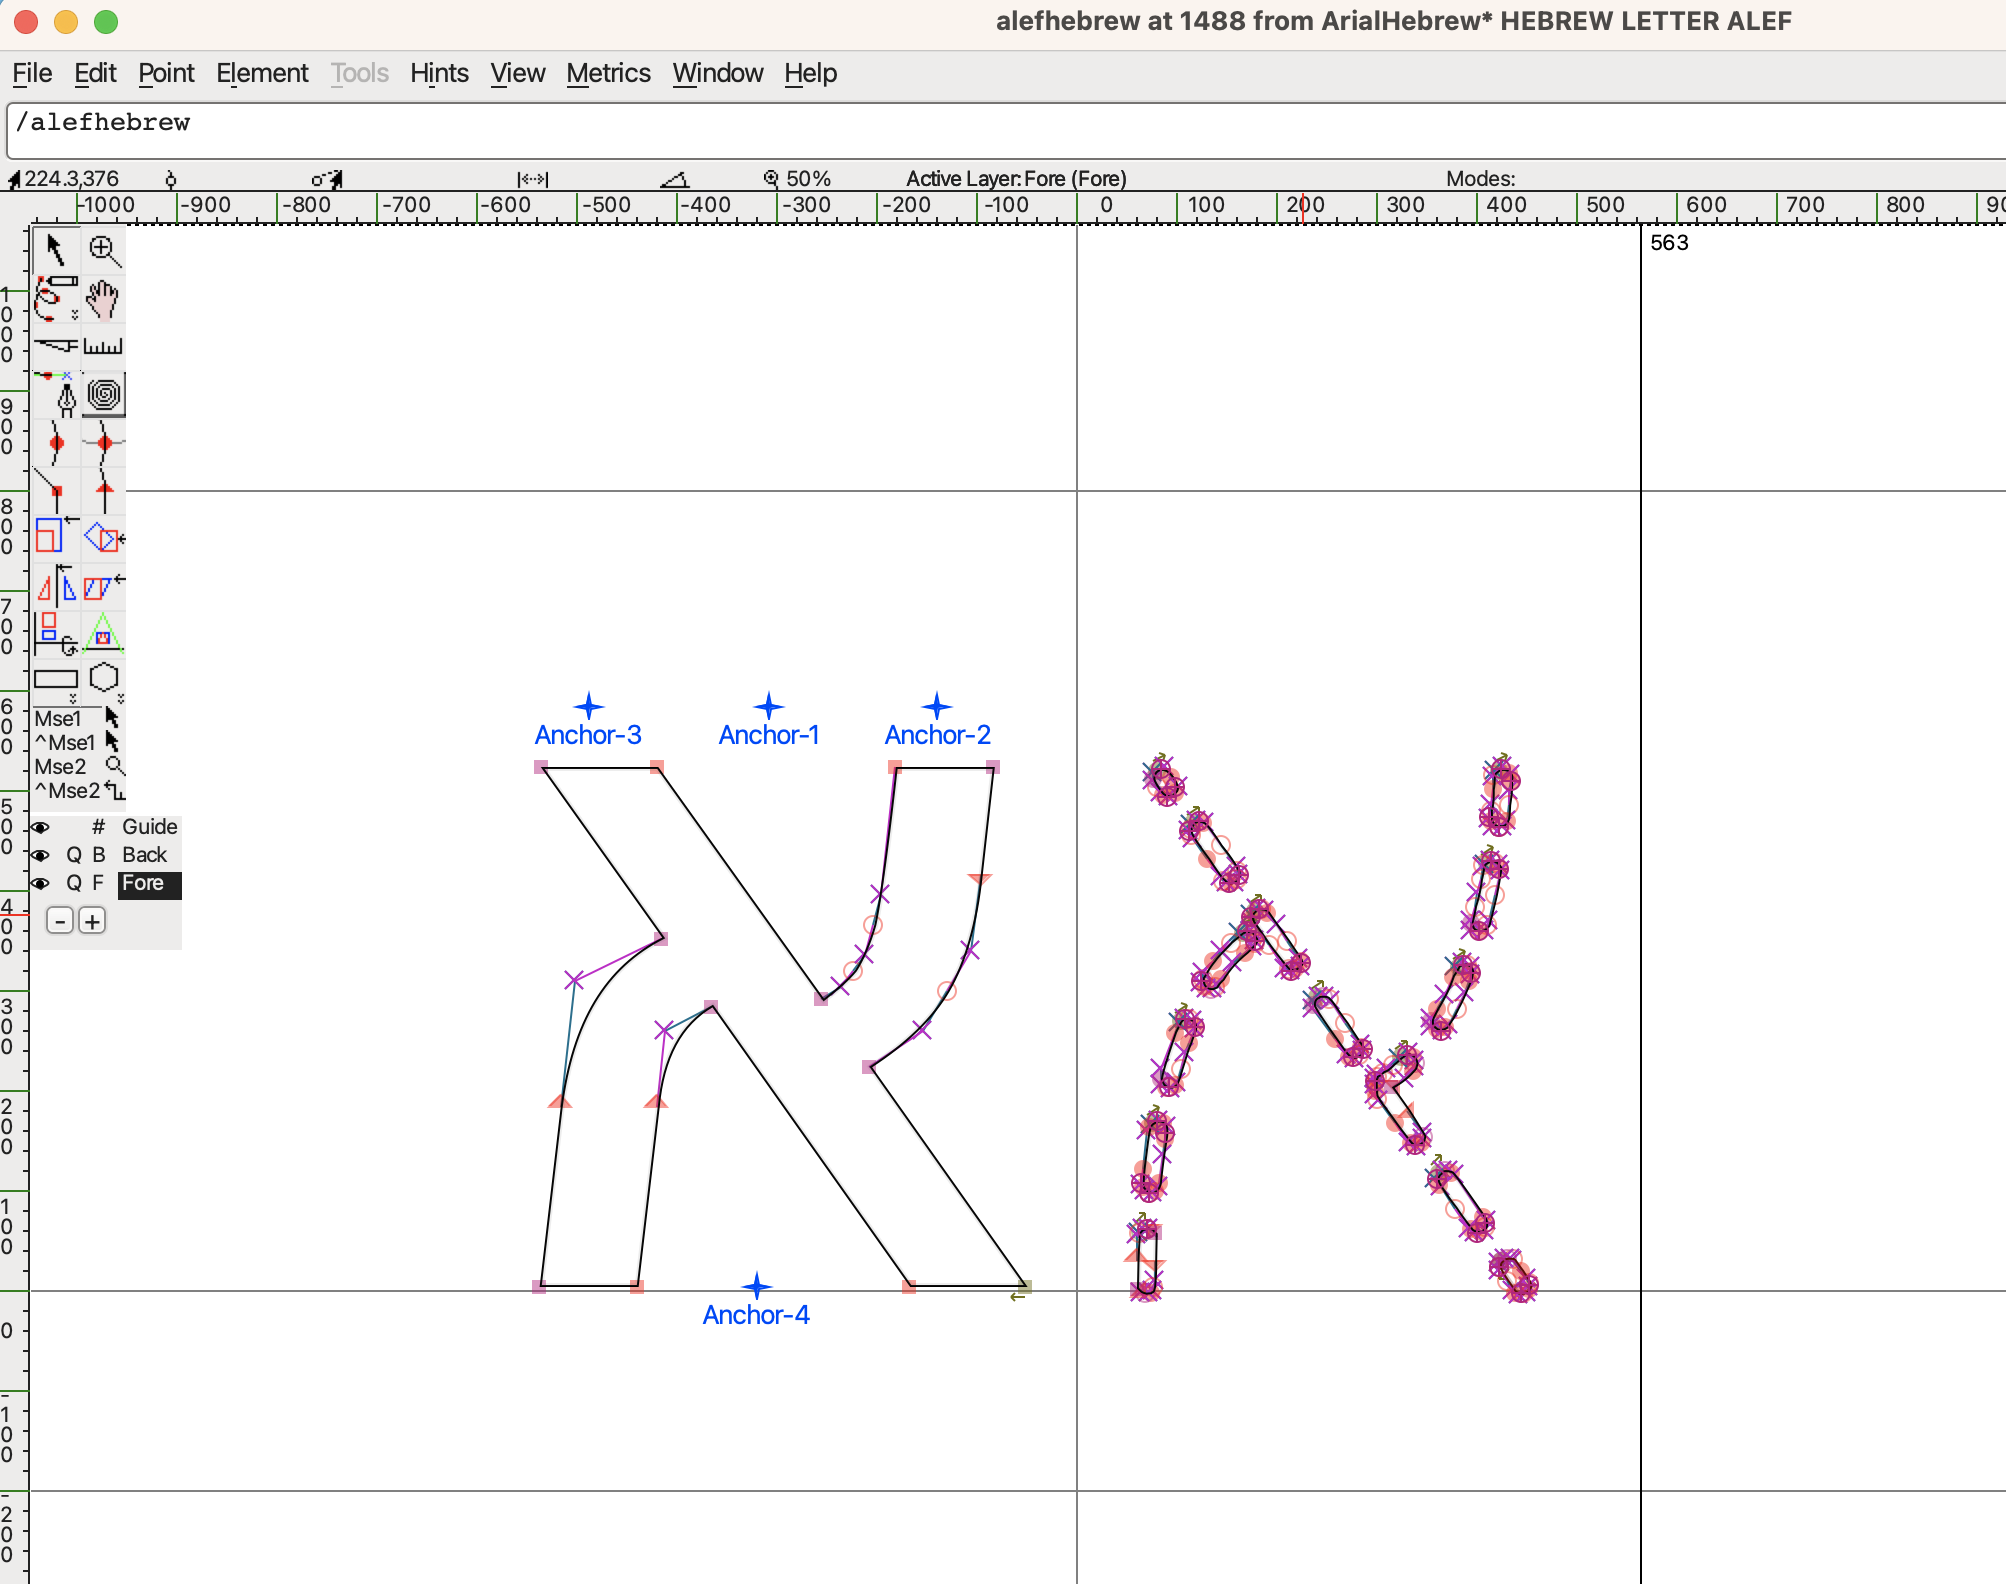 alefhebrew at 1488 from ArialHebrew* HEBREW LETTER ALEF
File Edit Point Element Tools Hints View Metrics Window Help
/alefhebrew
224.3,376 50% Active Layer:Fore (Fore) Modes:
-1000 -900 -800 -700 -600 -500 -400 -300 -200 -100 0 100 200 300 400 500 600 700 800 90
563
1000
900
800
700
600
500
400
300
200
100
0
-100
-200
Mse1
^Mse1
Mse2
^Mse2
# Guide
Q B Back
Q F Fore
- +
Anchor-3 Anchor-1 Anchor-2
Anchor-4